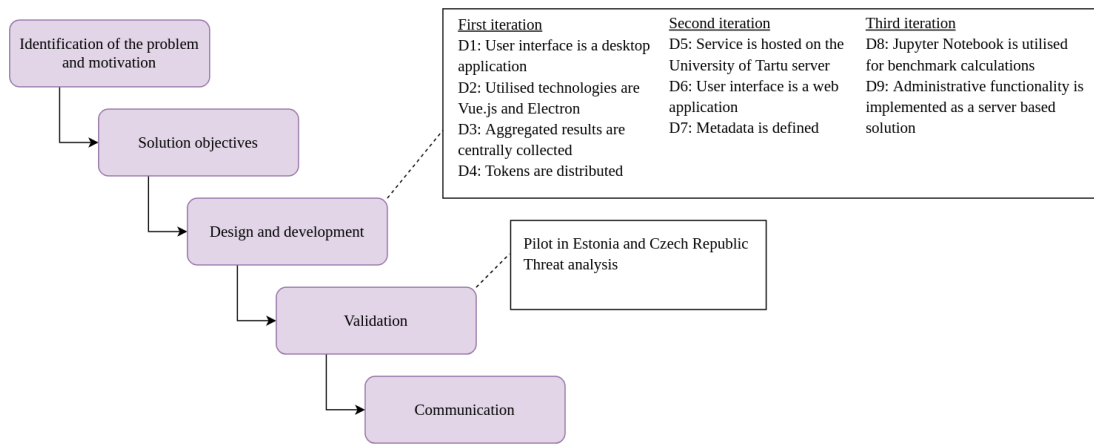 Identification of the problem
and motivation
Solution objectives
Design and development
Validation
Communication
First iteration
D1: User interface is a desktop
application
D2: Utilised technologies are
Vue.js and Electron
D3: Aggregated results are
centrally collected
D4: Tokens are distributed
Second iteration
D5: Service is hosted on the
University of Tartu server
D6: User interface is a web
application
D7: Metadata is defined
Third iteration
D8: Jupyter Notebook is utilised
for benchmark calculations
D9: Administrative functionality is
implemented as a server based
solution
Pilot in Estonia and Czech Republic
Threat analysis